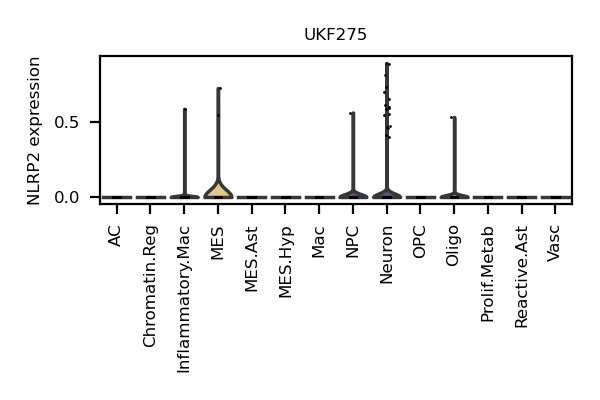 UKF275
NLRP2 expression
0.5
0.0
AC
Chromatin.Reg
Inflammatory.Mac
MES
MES.Ast
MES.Hyp
Mac
NPC
Neuron
OPC
Oligo
Prolif.Metab
Reactive.Ast
Vasc